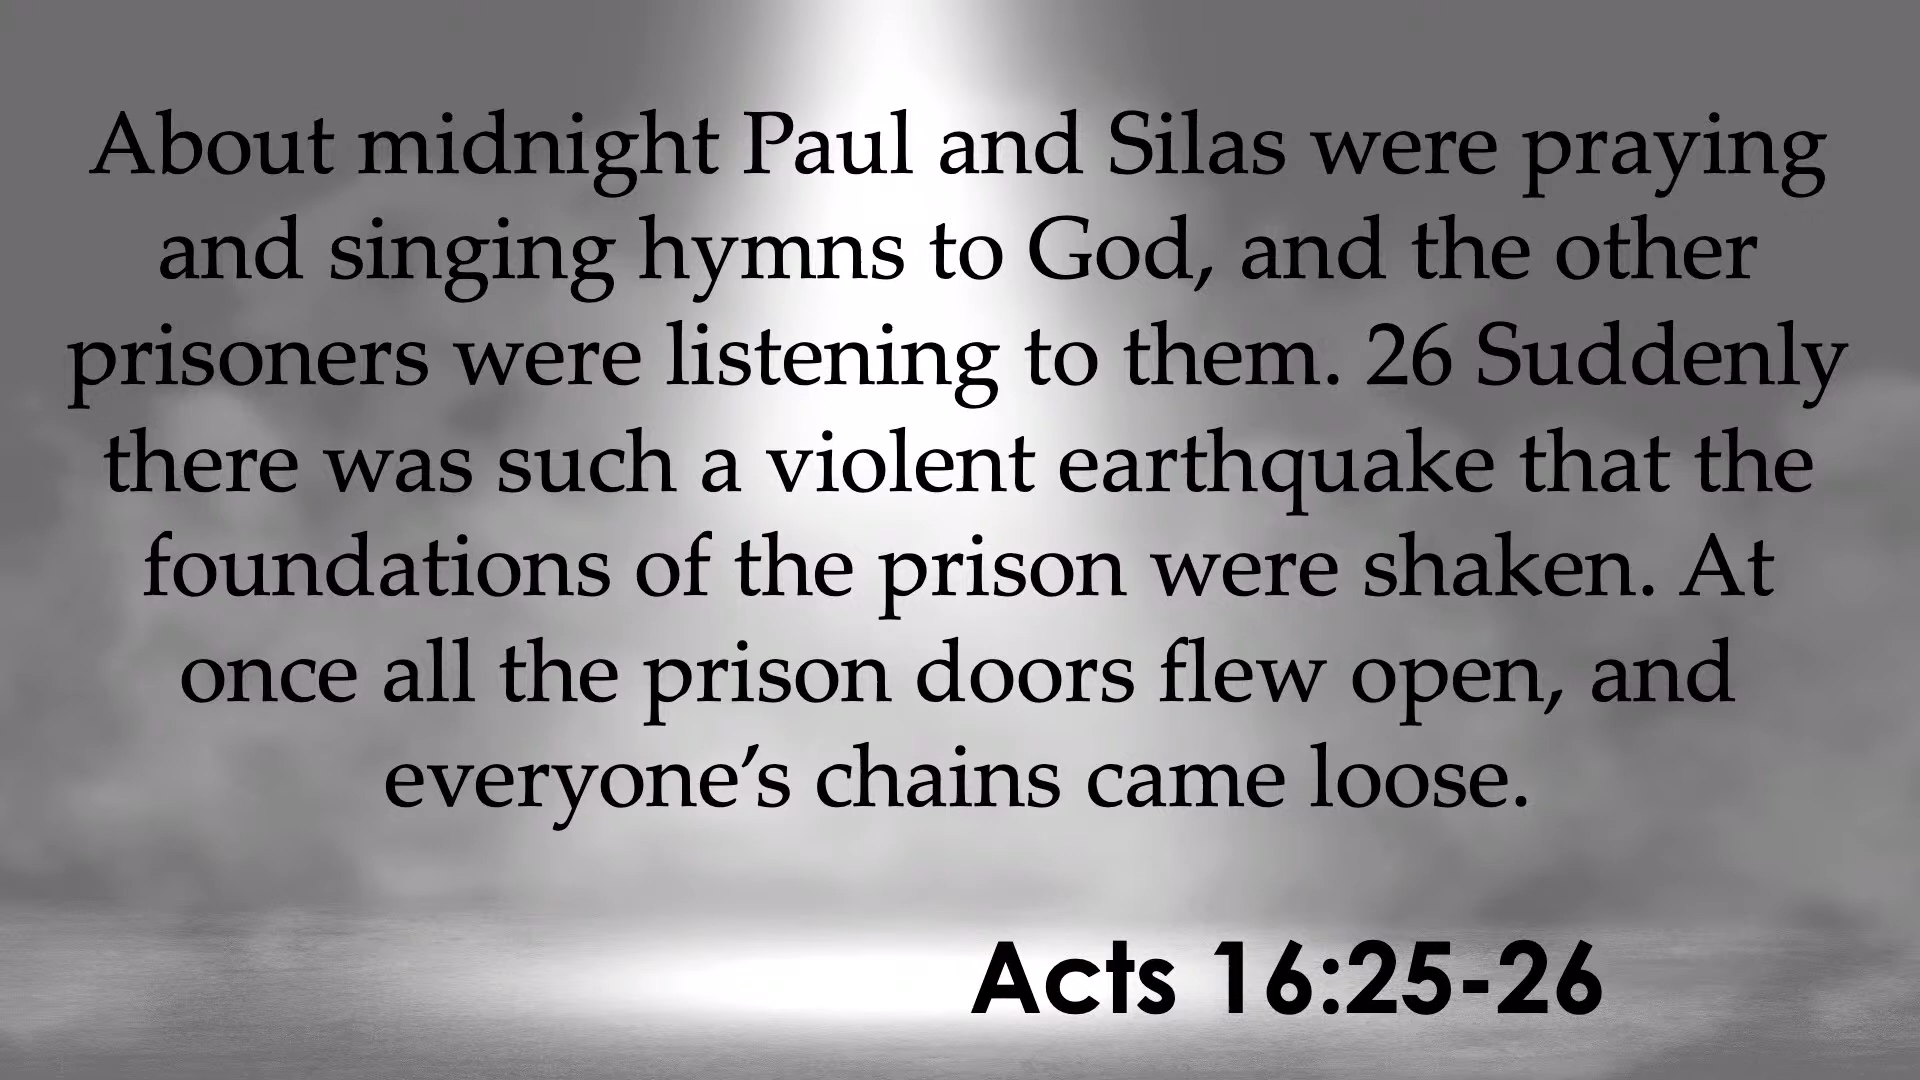 About midnight Paul and Silas were praying
and singing hymns to God, and the other
prisoners were listening to them. 26 Suddenly
there was such a violent earthquake that the
foundations of the prison were shaken. At
once all the prison doors flew open, and
everyone’s chains came loose.
Acts 16:25-26